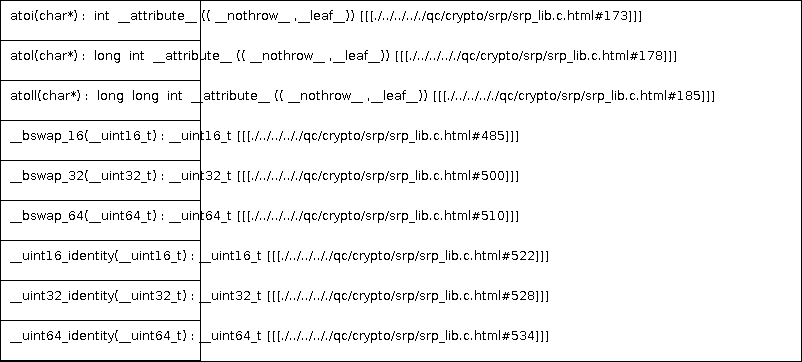 atoi(char*) : int __attribute__ (( __nothrow__ ,__leaf__)) [[[./../../../qc/crypto/srp/srp_lib.c.html#173]]]
atol(char*) : long int __attribute__ (( __nothrow__ ,__leaf__)) [[[./../../../qc/crypto/srp/srp_lib.c.html#178]]]
atoll(char*) : long long int __attribute__ (( __nothrow__ ,__leaf__)) [[[./../../../qc/crypto/srp/srp_lib.c.html#185]]]
__bswap_16(__uint16_t) : __uint16_t [[[./../../../qc/crypto/srp/srp_lib.c.html#485]]]
__bswap_32(__uint32_t) : __uint32_t [[[./../../../qc/crypto/srp/srp_lib.c.html#500]]]
__bswap_64(__uint64_t) : __uint64_t [[[./../../../qc/crypto/srp/srp_lib.c.html#510]]]
__uint16_identity(__uint16_t) : __uint16_t [[[./../../../qc/crypto/srp/srp_lib.c.html#522]]]
__uint32_identity(__uint32_t) : __uint32_t [[[./../../../qc/crypto/srp/srp_lib.c.html#528]]]
__uint64_identity(__uint64_t) : __uint64_t [[[./../../../qc/crypto/srp/srp_lib.c.html#534]]]